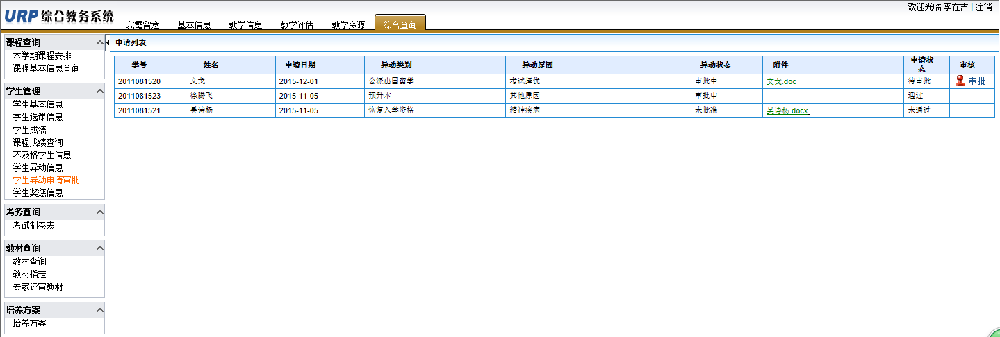 URP 综合教务系统
欢迎光临 李在吉 | 注销
我需留意 基本信息 教学信息 教学评估 教学资源 综合查询
课程查询
本学期课程安排
课程基本信息查询
学生管理
学生基本信息
学生选课信息
学生成绩
课程成绩查询
不及格学生信息
学生异动信息
学生异动申请审批
学生奖惩信息
考务查询
考试制卷表
教材查询
教材查询
教材指定
专家评审教材
培养方案
培养方案
申请列表
学号 姓名 申请日期 异动类别 异动原因 异动状态 附件 申请状态 审核
2011081520 文戈 2015-12-01 公派出国留学 考试择优 审批中 文戈.doc 待审批 审批
2011081523 徐腾飞 2015-11-05 预升本 其他原因 审批中 通过
2011081521 吴诗杨 2015-11-05 恢复入学资格 精神疾病 未批准 吴诗杨.docx 未通过